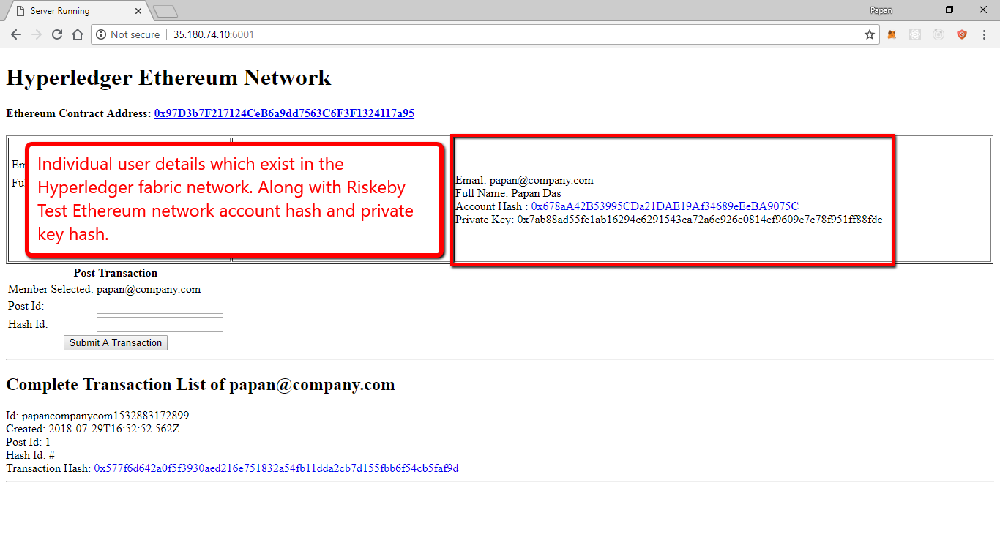 Server Running
Papan
Not secure
35.180.74.10:6001
Hyperledger Ethereum Network
Ethereum Contract Address: 0x97D3b7F217124CeB6a9dd7563C6F3F1324117a95
Individual user details which exist in the
Hyperledger fabric network. Along with Riskeby
Test Ethereum network account hash and private
key hash.
Email: papan@company.com
Full Name: Papan Das
Account Hash : 0x678aA42B53995CDa21DAE19Af34689eEeBA9075C
Private Key: 0x7ab88ad55fe1ab16294c6291543ca72a6e926e0814ef9609e7c78f951ff88fdc
Post Transaction
Member Selected: papan@company.com
Post Id:
Hash Id:
Submit A Transaction
Complete Transaction List of papan@company.com
Id: papancompanycom1532883172899
Created: 2018-07-29T16:52:52.562Z
Post Id: 1
Hash Id: #
Transaction Hash: 0x577f6d642a0f5f3930aed216e751832a54fb11dda2cb7d155fbb6f54cb5faf9d